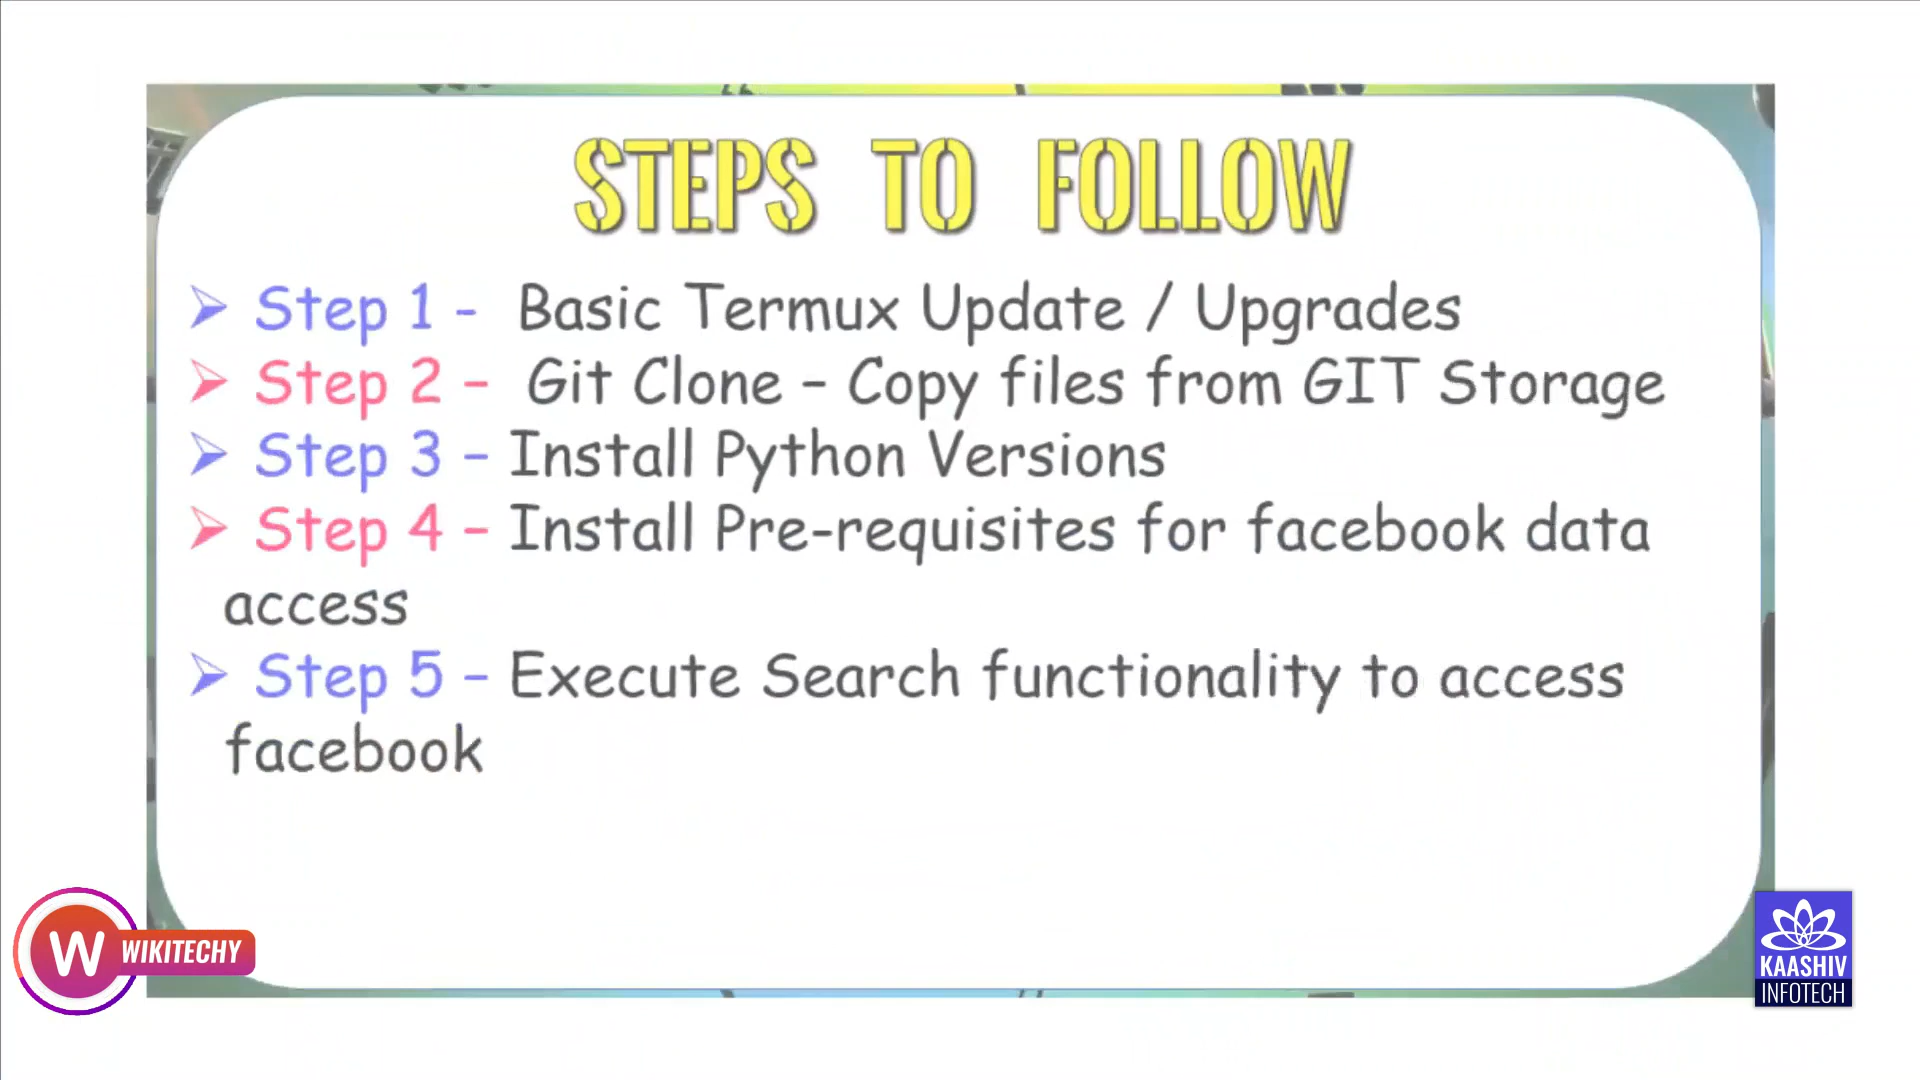 STEPS TO FOLLOW
Step 1 - Basic Termux Update / Upgrades
Step 2 – Git Clone – Copy files from GIT Storage
Step 3 – Install Python Versions
Step 4 – Install Pre-requisites for facebook data
access
Step 5 – Execute Search functionality to access
facebook
W WIKITECHY
KAASHIV
INFOTECH